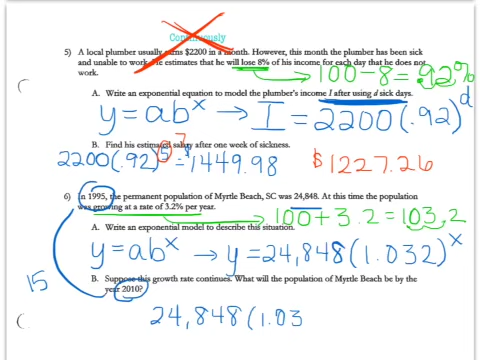 Continuously
5) A local plumber usually earns $2200 in a month. However, this month the plumber has been sick
and unable to work. He estimates that he will lose 8% of his income for each day that he does not
work.
100-8=92%
A. Write an exponential equation to model the plumber's income I after using d sick days.
y=ab^x → I=2200(.92)^d
B. Find his estimated salary after one week of sickness.
7
2200(.92)^5=$1449.98 $1227.26
6) In 1995, the permanent population of Myrtle Beach, SC was 24,848. At this time the population
was growing at a rate of 3.2% per year.
100+3.2=103.2
A. Write an exponential model to describe this situation.
y=ab^x → y=24,848(1.032)^x
15
B. Suppose this growth rate continues. What will the population of Myrtle Beach be by the
year 2010?
24,848(1.03